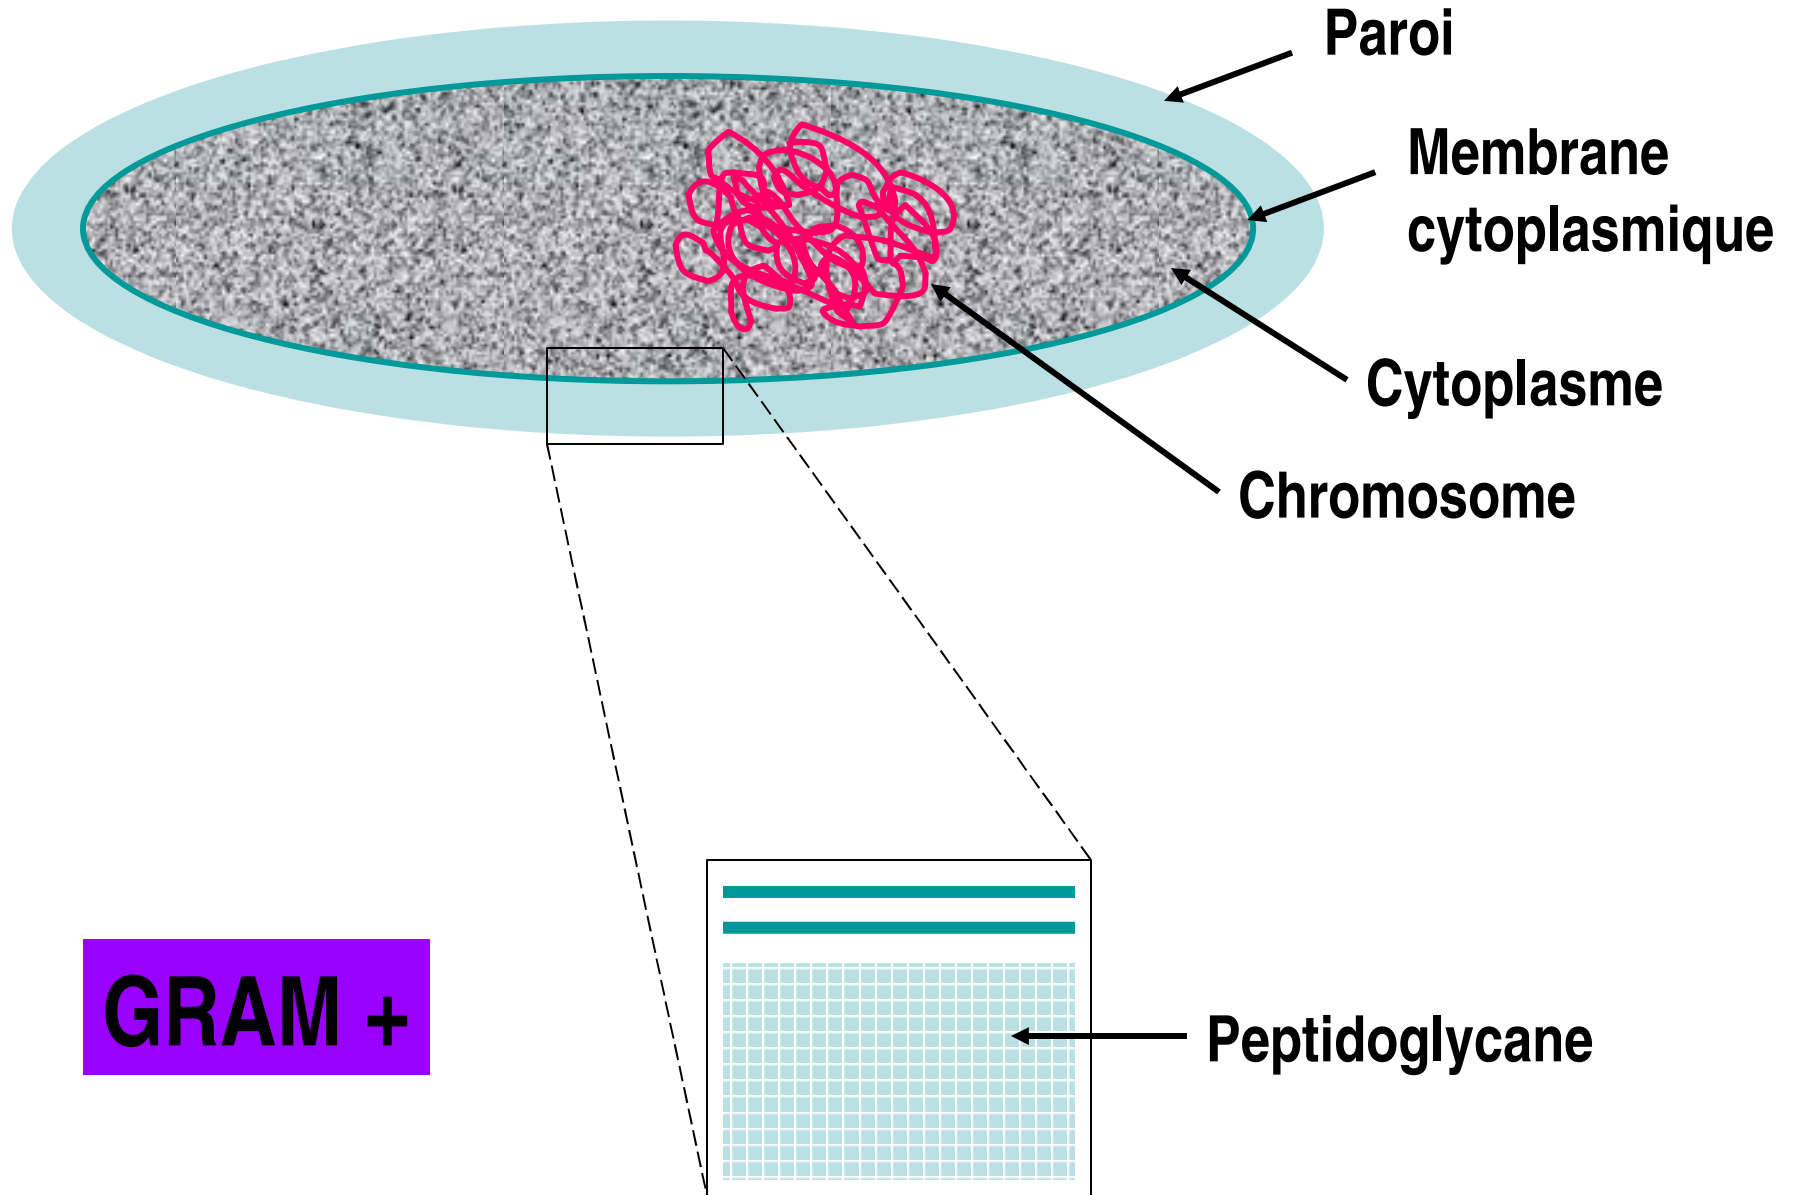 Paroi
Membrane
cytoplasmique
Cytoplasme
Chromosome
GRAM +
Peptidoglycane